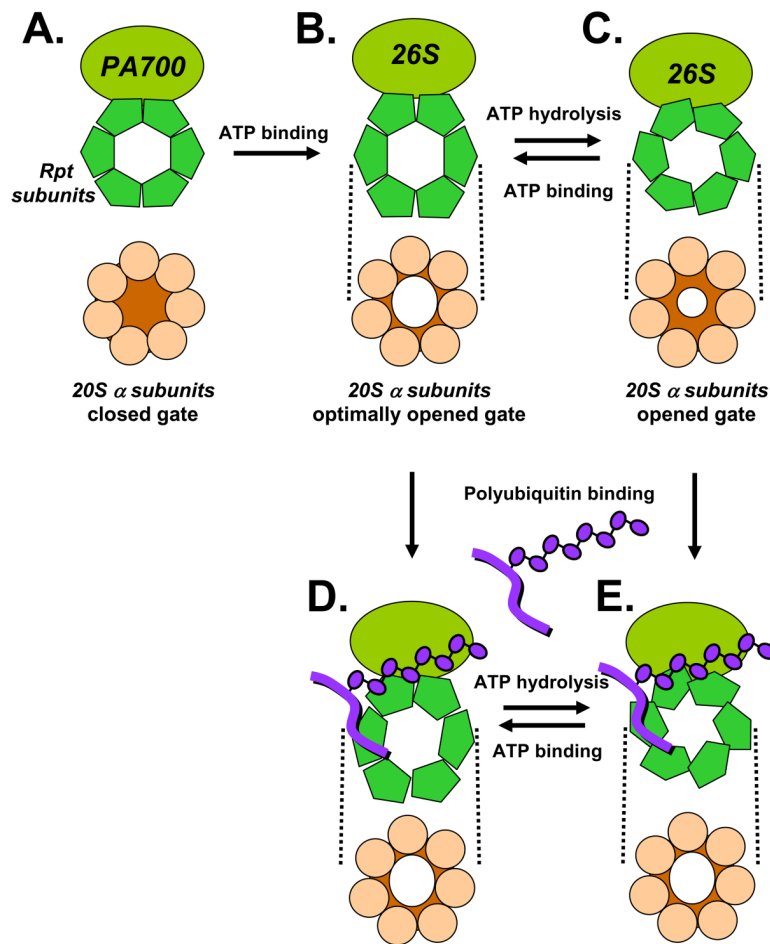 A.
B.
C.
PA700
26S
26S
ATP binding
ATP hydrolysis
ATP binding
Rpt
subunits
20S α subunits
closed gate
20S α subunits
optimally opened gate
20S α subunits
opened gate
Polyubiquitin binding
D.
E.
ATP hydrolysis
ATP binding